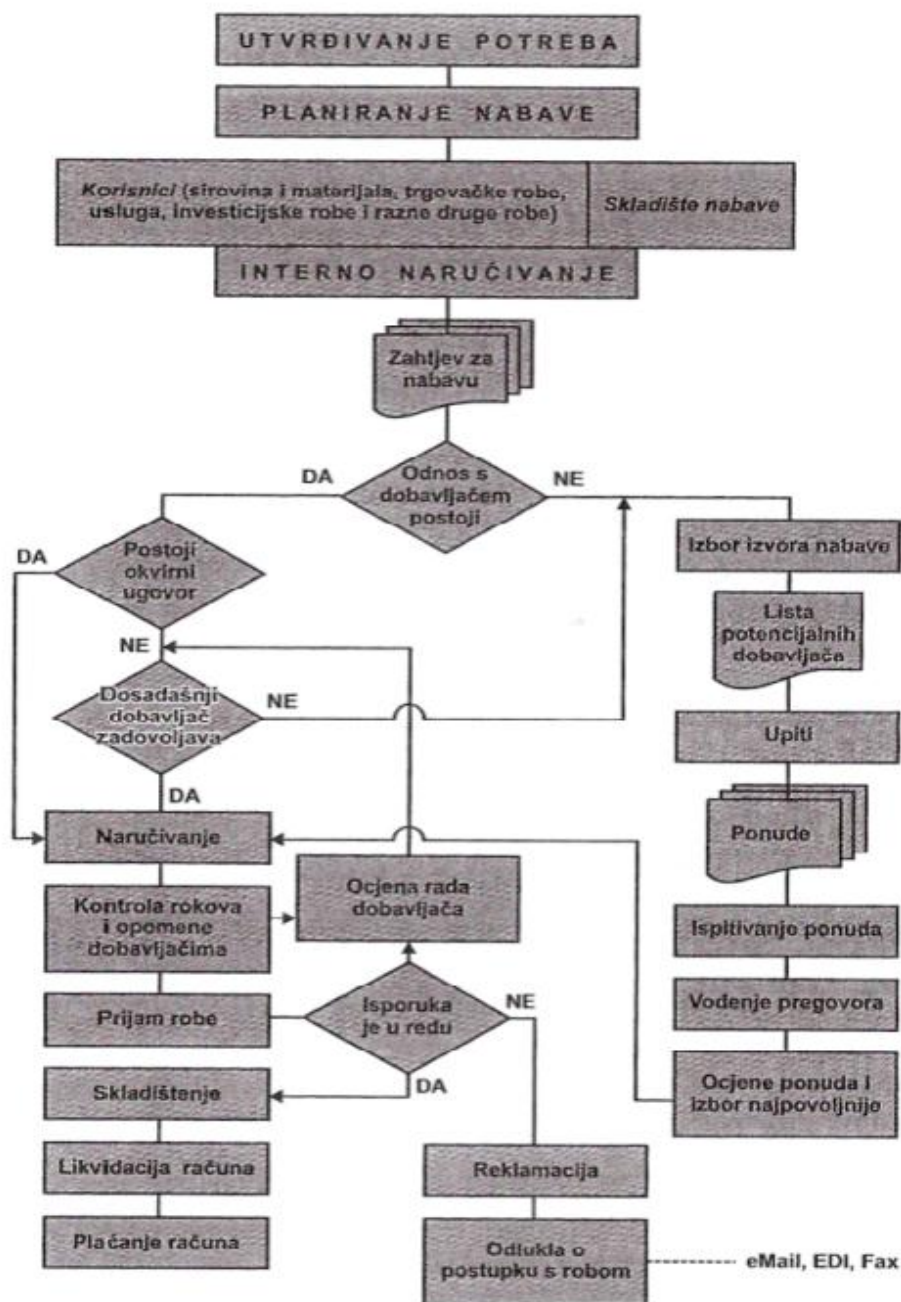 UTVRĐIVANJE POTREBA
PLANIRANJE NABAVE
Korisnici (sirovina i materijala, trgovačke robe,
usluga, investicijske robe i razne druge robe)
Skladište nabave
INTERNO NARUČIVANJE
Zahtjev za
nabavu
Odnos s
dobavljačem
postoji
DA
NE
Postoji
okvirni
ugovor
DA
NE
Dosadašnji
dobavljač
zadovoljava
NE
DA
Naručivanje
Kontrola rokova
i opomene
dobavljačima
Ocjena rada
dobavljača
Prijam robe
Isporuka
je u redu
NE
DA
Skladištenje
Likvidacija računa
Plaćanje računa
Reklamacija
Odlukla o
postupku s robom
eMail, EDI, Fax
Izbor izvora nabave
Lista
potencijalnih
dobavljača
Upiti
Ponude
Ispitivanje ponuda
Vođenje pregovora
Ocjene ponuda i
izbor najpovoljnije